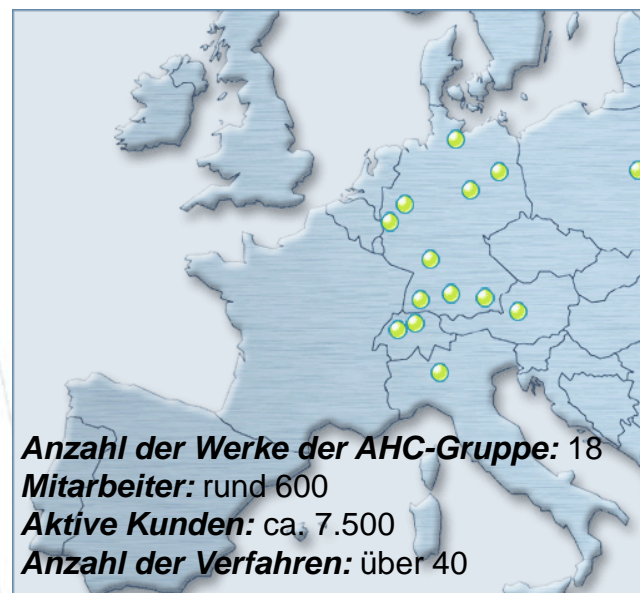 Anzahl der Werke der AHC-Gruppe: 18
Mitarbeiter: rund 600
Aktive Kunden: ca. 7.500
Anzahl der Verfahren: über 40